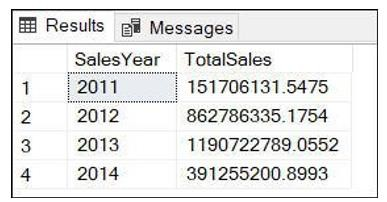 Results Messages
SalesYear TotalSales
1 2011 151706131.5475
2 2012 862786335.1754
3 2013 1190722789.0552
4 2014 391255200.8993